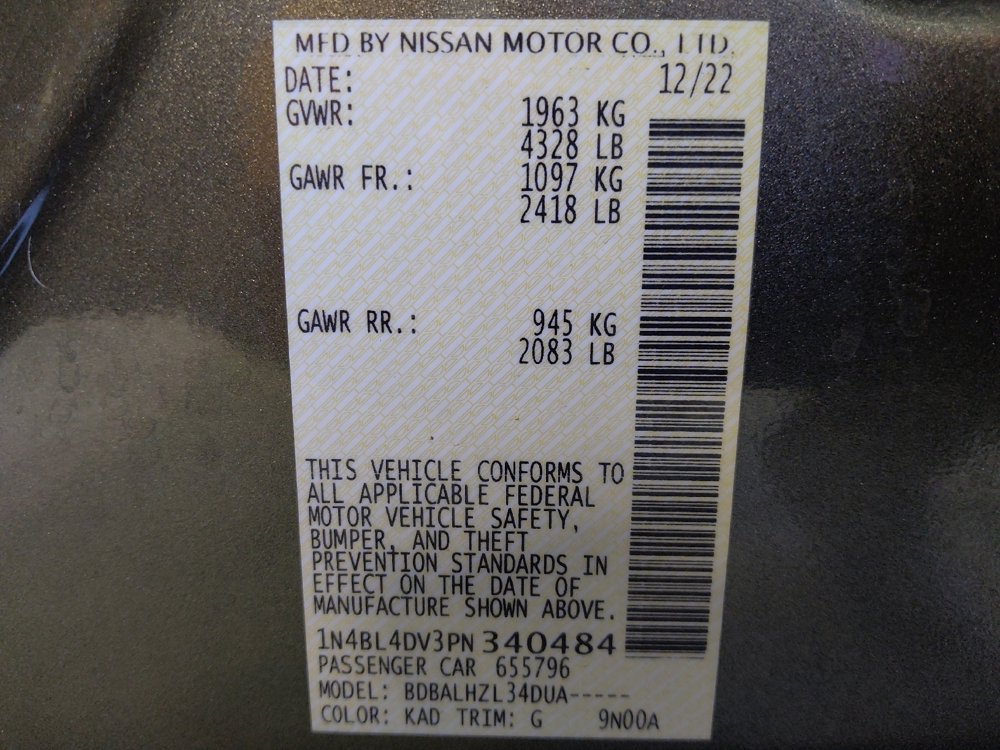 MFD BY NISSAN MOTOR CO., LTD.
DATE: 12/22
GVWR: 1963 KG
4328 LB
GAWR FR.: 1097 KG
2418 LB
GAWR RR.: 945 KG
2083 LB
THIS VEHICLE CONFORMS TO
ALL APPLICABLE FEDERAL
MOTOR VEHICLE SAFETY,
BUMPER, AND THEFT
PREVENTION STANDARDS IN
EFFECT ON THE DATE OF
MANUFACTURE SHOWN ABOVE.
1N4BL4DV3PN 340484
PASSENGER CAR 655796
MODEL: BDBALHZL34DUA-----
COLOR: KAD TRIM: G 9N00A